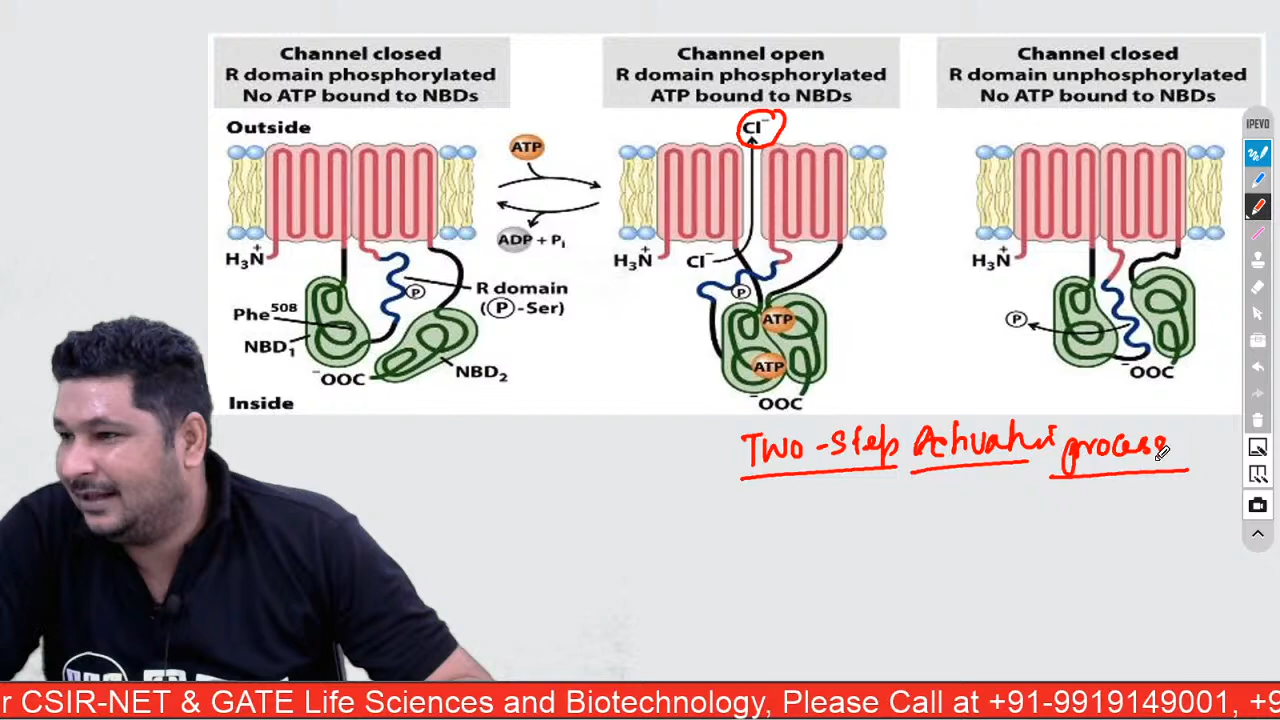 Channel closed
R domain phosphorylated
No ATP bound to NBDs
Channel open
R domain phosphorylated
ATP bound to NBDs
Channel closed
R domain unphosphorylated
No ATP bound to NBDs
Outside
Cl⁻
ATP
ADP + Pi
H₃N⁺
Phe⁵⁰⁸
NBD₁
⁻OOC
R domain
(P-Ser)
P
NBD₂
Inside
H₃N⁺
Cl⁻
P
ATP
ATP
⁻OOC
H₃N⁺
P
⁻OOC
Two-Step Activation process
IPEVO
r CSIR-NET & GATE Life Sciences and Biotechnology, Please Call at +91-9919149001, +9